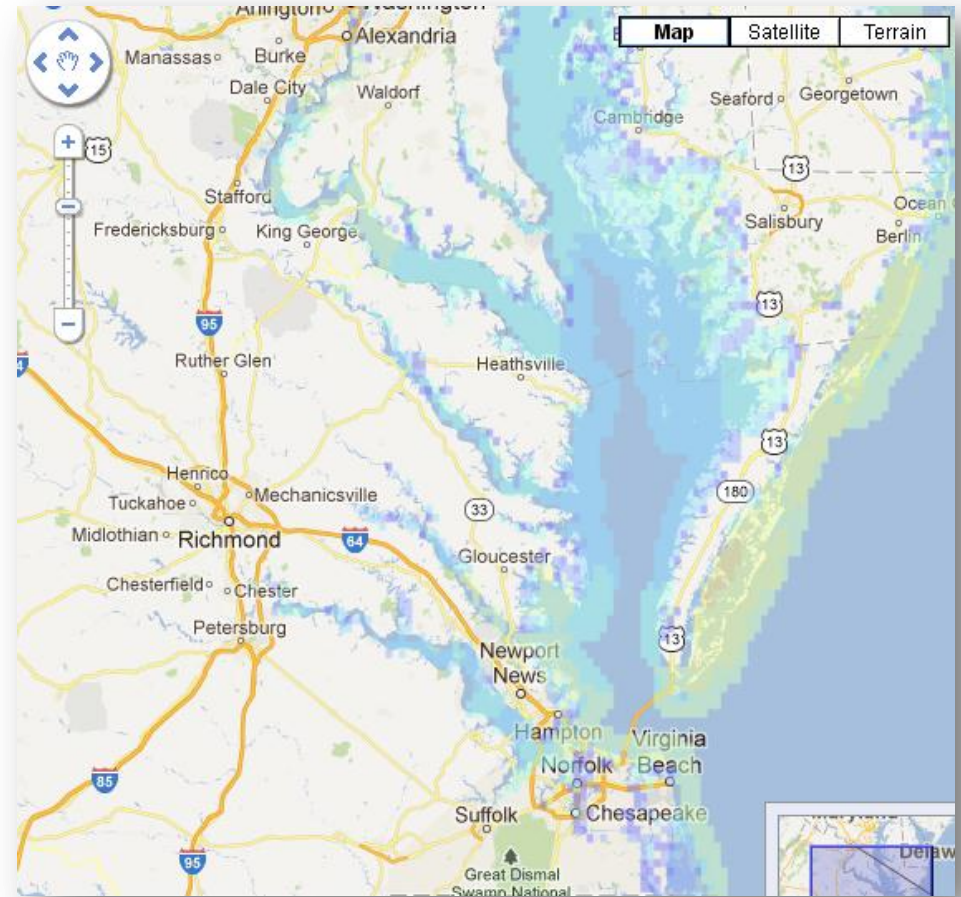 Map
Satellite
Terrain
Alexandria
Manassas
Burke
Dale City
Waldorf
Seaford
Georgetown
Cambridge
15
13
Stafford
Salisbury
Ocean
Fredericksburg
King George
Berlin
13
95
Ruther Glen
Heathsville
13
Henrico
180
Tuckahoe
Mechanicsville
33
Midlothian
Richmond
64
Gloucester
Chesterfield
Chester
Petersburg
13
Newport
News
Hampton
Virginia
Beach
Norfolk
85
Suffolk
Chesapeake
95
Great Dismal
Swamp National